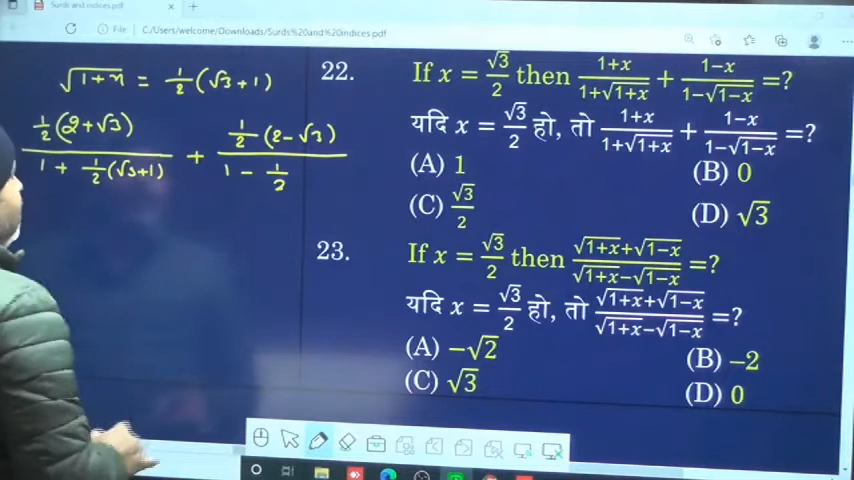 Surds and indices.pdf
File | C:/Users/welcome/Downloads/Surds%20and%20indices.pdf
√(1+x) = 1/2 (√3+1)
1/2 (2+√3) / (1 + 1/2 (√3+1)) + 1/2 (2-√3) / (1 - 1/2
22. If x = √3/2 then (1+x)/(1+√(1+x)) + (1-x)/(1-√(1-x)) =?
यदि x = √3/2 हो, तो (1+x)/(1+√(1+x)) + (1-x)/(1-√(1-x)) =?
(A) 1 (B) 0
(C) √3/2 (D) √3
23. If x = √3/2 then (√(1+x)+√(1-x))/(√(1+x)-√(1-x)) =?
यदि x = √3/2 हो, तो (√(1+x)+√(1-x))/(√(1+x)-√(1-x)) =?
(A) -√2 (B) -2
(C) √3 (D) 0